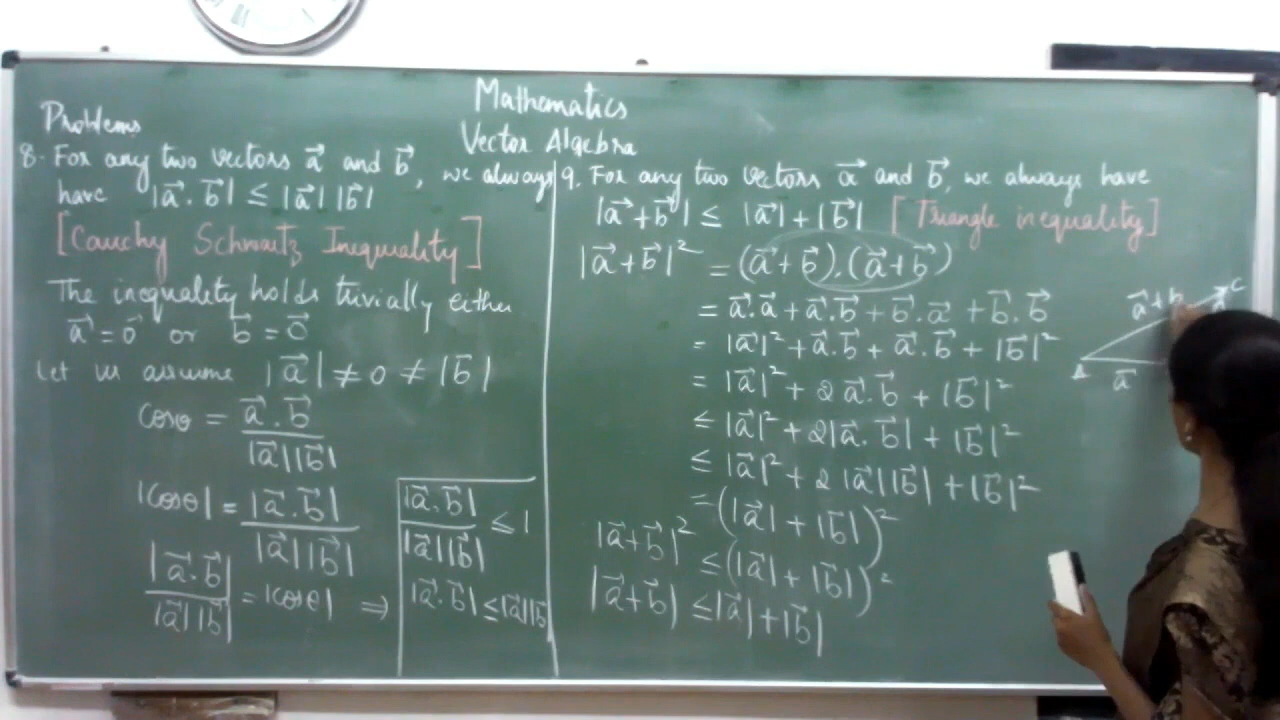 Mathematics
Vector Algebra
Problems
8. For any two vectors a⃗ and b⃗, we always
have |a⃗.b⃗| ≤ |a⃗||b⃗|
[Cauchy Schwartz Inequality]
The inequality holds trivially either
a⃗=0⃗ or b⃗=0⃗
Let us assume |a⃗| ≠ 0 ≠ |b⃗|
cosθ = a⃗.b⃗ / |a⃗||b⃗|
|cosθ| = |a⃗.b⃗| / |a⃗||b⃗|
|a⃗.b⃗| / |a⃗||b⃗| = |cosθ| ⇒
|a⃗.b⃗| / |a⃗||b⃗| ≤ 1
|a⃗.b⃗| ≤ |a⃗||b⃗|
9. For any two vectors a⃗ and b⃗, we always have
|a⃗+b⃗| ≤ |a⃗|+|b⃗| [Triangle inequality]
|a⃗+b⃗|² = (a⃗+b⃗).(a⃗+b⃗)
= a⃗.a⃗+a⃗.b⃗+b⃗.a⃗+b⃗.b⃗
= |a⃗|²+a⃗.b⃗+a⃗.b⃗+|b⃗|²
= |a⃗|²+2a⃗.b⃗+|b⃗|²
≤ |a⃗|²+2|a⃗.b⃗|+|b⃗|²
≤ |a⃗|²+2|a⃗||b⃗|+|b⃗|²
= (|a⃗|+|b⃗|)²
|a⃗+b⃗|² ≤ (|a⃗|+|b⃗|)²
|a⃗+b⃗| ≤ |a⃗|+|b⃗|
C
a⃗+b
A
a⃗